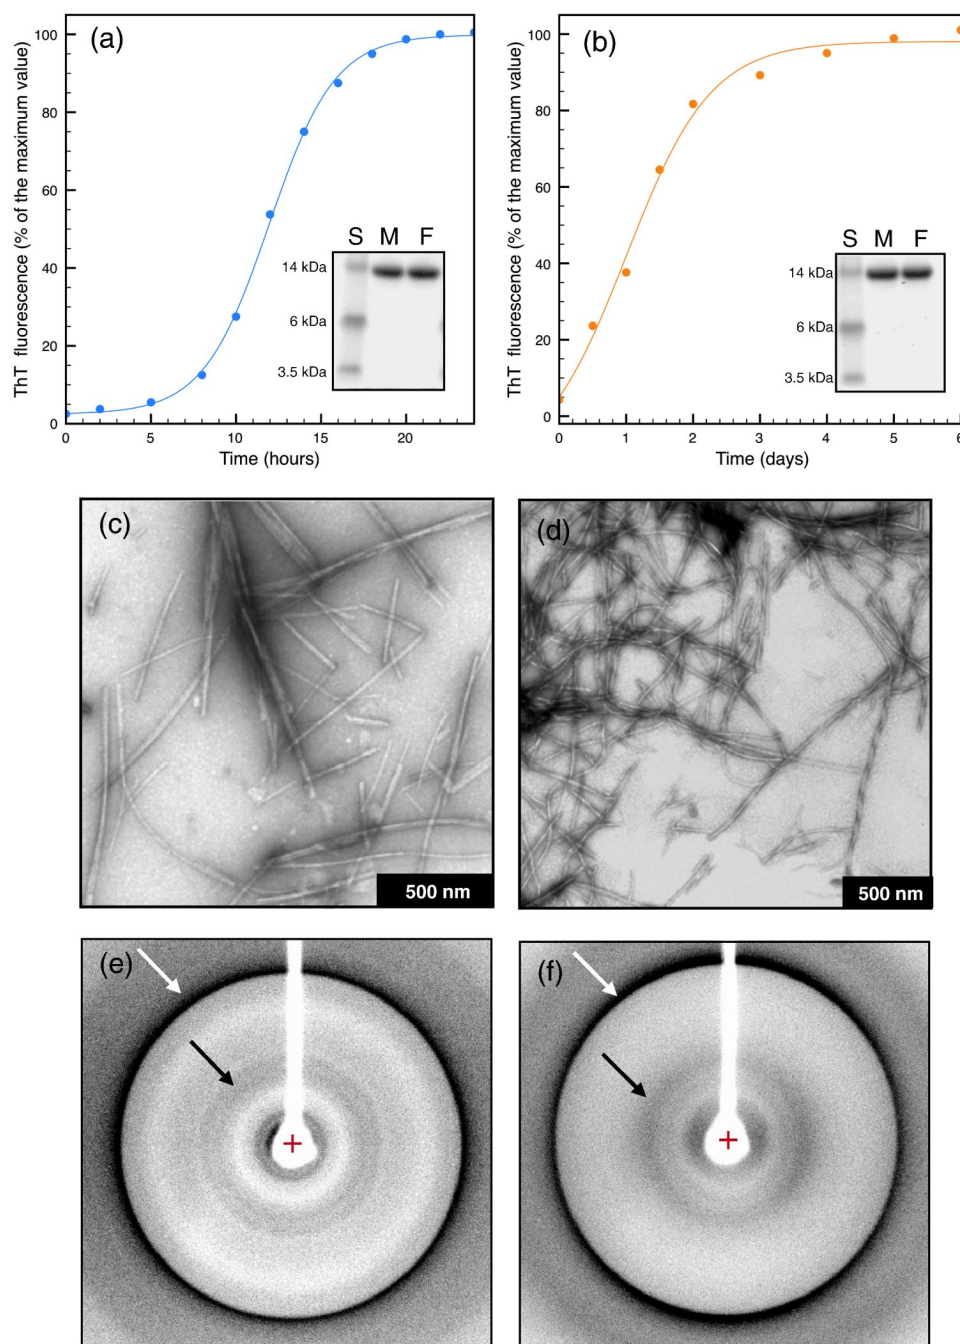 (a)
ThT fluorescence (% of the maximum value)
100
80
60
40
20
0
S M F
14 kDa
6 kDa
3.5 kDa
0 5 10 15 20
Time (hours)
(b)
ThT fluorescence (% of the maximum value)
100
80
60
40
20
0
S M F
14 kDa
6 kDa
3.5 kDa
0 1 2 3 4 5 6
Time (days)
(c)
500 nm
(d)
500 nm
(e)
(f)